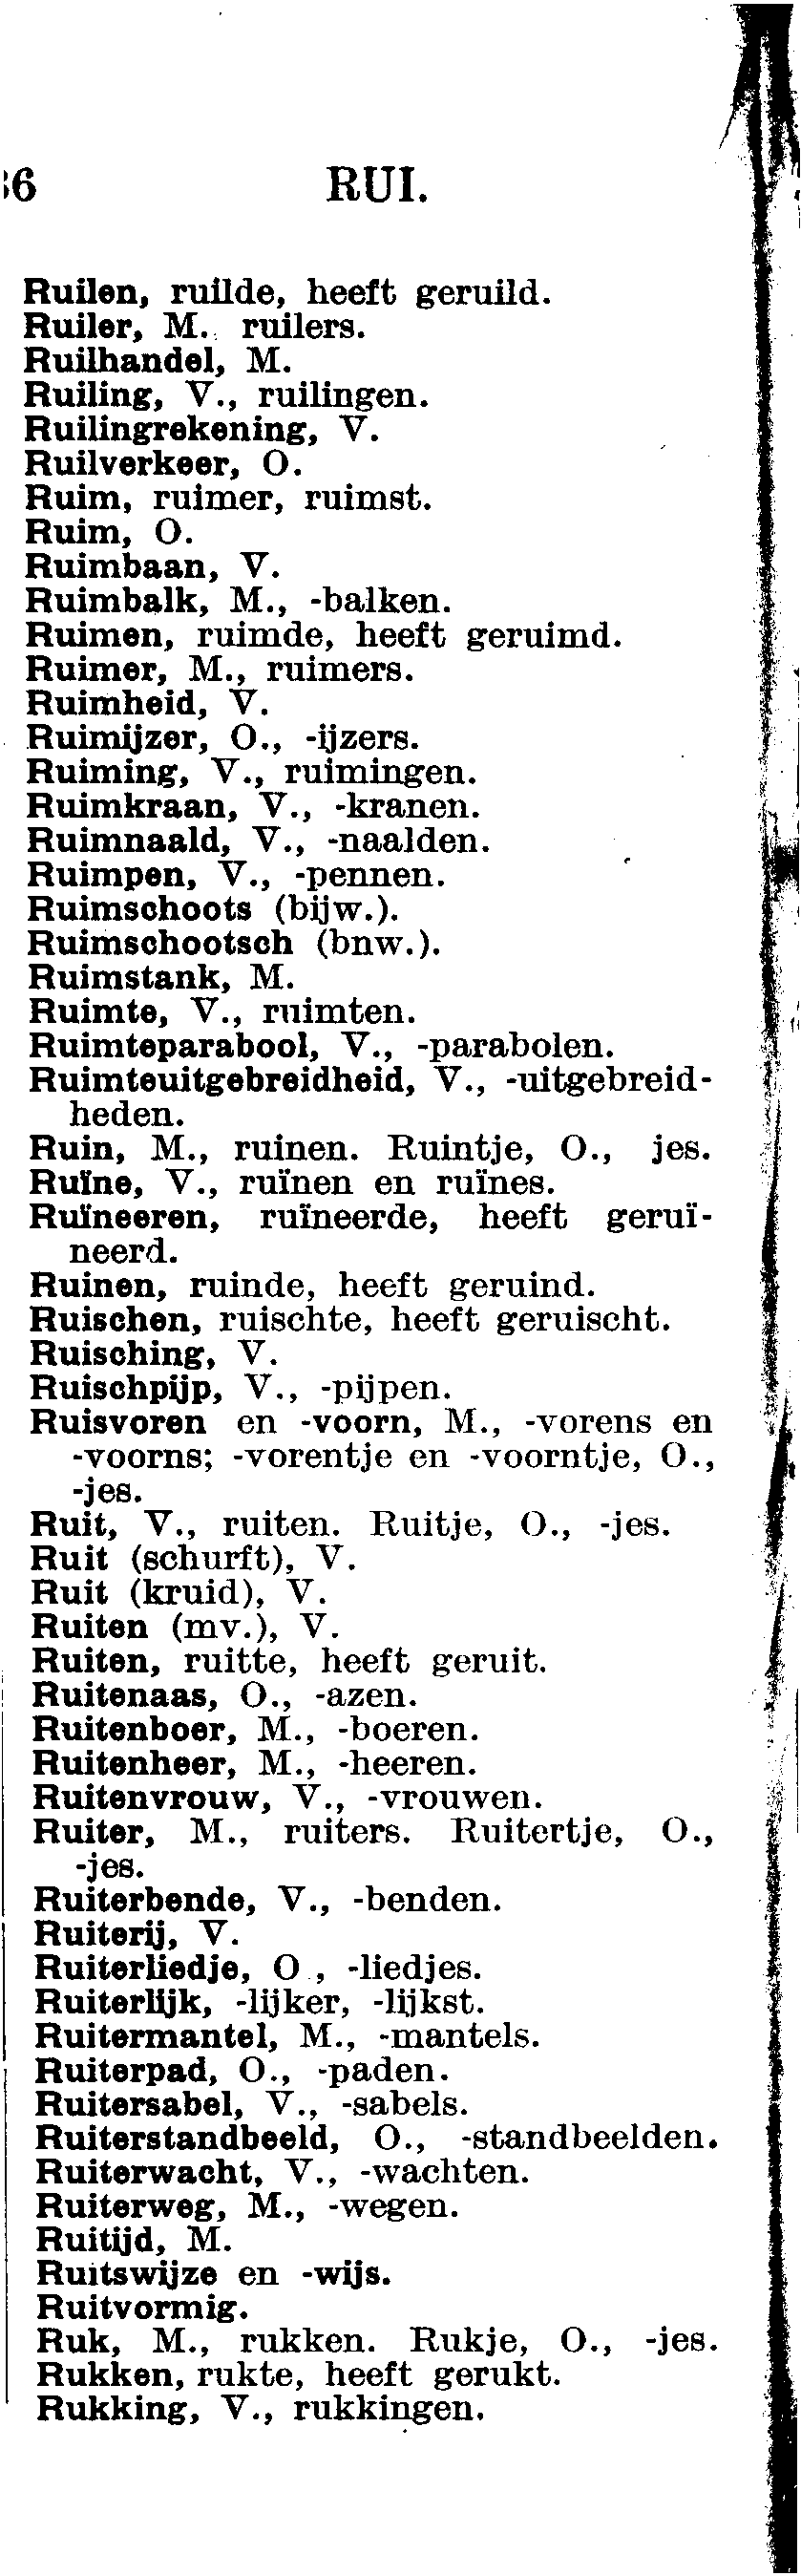 36 RUI.
Ruilen, ruilde, heeft geruild.
Ruiler, M., ruilers.
Ruilhandel, M.
Ruiling, V., ruilingen.
Ruilingrekening, V.
Ruilverkeer, O.
Ruim, ruimer, ruimst.
Ruim, O.
Ruimbaan, V.
Ruimbalk, M., -balken.
Ruimen, ruimde, heeft geruimd.
Ruimer, M., ruimers.
Ruimheid, V.
Ruimijzer, O., -ijzers.
Ruiming, V., ruimingen.
Ruimkraan, V., -kranen.
Ruimnaald, V., -naalden.
Ruimpen, V., -pennen.
Ruimschoots (bijw.).
Ruimschootsch (bnw.).
Ruimstank, M.
Ruimte, V., ruimten.
Ruimteparabool, V., -parabolen.
Ruimteuitgebreidheid, V., -uitgebreid-
heden.
Ruin, M., ruinen. Ruintje, O., jes.
Ruïne, V., ruïnen en ruïnes.
Ruïneeren, ruïneerde, heeft geruï-
neerd.
Ruinen, ruinde, heeft geruind.
Ruischen, ruischte, heeft geruischt.
Ruisching, V.
Ruischpijp, V., -pijpen.
Ruisvoren en -voorn, M., -vorens en
-voorns; -vorentje en -voorntje, O.,
-jes.
Ruit, V., ruiten. Ruitje, O., -jes.
Ruit (schurft), V.
Ruit (kruid), V.
Ruiten (mv.), V.
Ruiten, ruitte, heeft geruit.
Ruitenaas, O., -azen.
Ruitenboer, M., -boeren.
Ruitenheer, M., -heeren.
Ruitenvrouw, V., -vrouwen.
Ruiter, M., ruiters. Ruitertje, O.,
-jes.
Ruiterbende, V., -benden.
Ruiterij, V.
Ruiterliedje, O., -liedjes.
Ruiterlijk, -lijker, -lijkst.
Ruitermantel, M., -mantels.
Ruiterpad, O., -paden.
Ruitersabel, V., -sabels.
Ruiterstandbeeld, O., -standbeelden.
Ruiterwacht, V., -wachten.
Ruiterweg, M., -wegen.
Ruitijd, M.
Ruitswijze en -wijs.
Ruitvormig.
Ruk, M., rukken. Rukje, O., -jes.
Rukken, rukte, heeft gerukt.
Rukking, V., rukkingen.